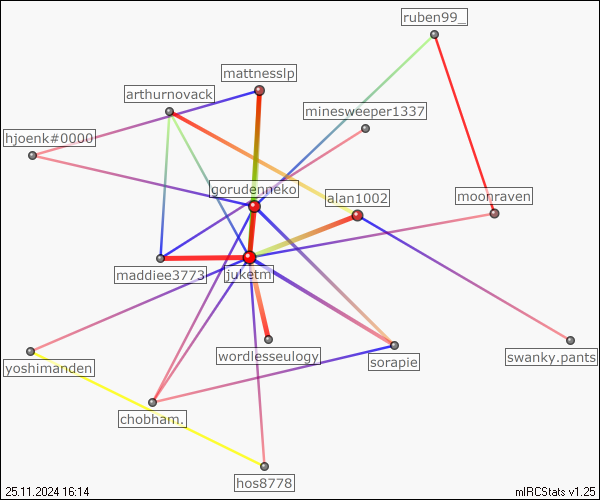 ruben99_
mattnesslp
arthurnovack
minesweeper1337
hjoenk#0000
gorudenneko
alan1002
moonraven
maddiee3773
juketm
wordlesseulogy
sorapie
swanky.pants
yoshimanden
chobham.
hos8778
25.11.2024 16:14
mIRCStats v1.25